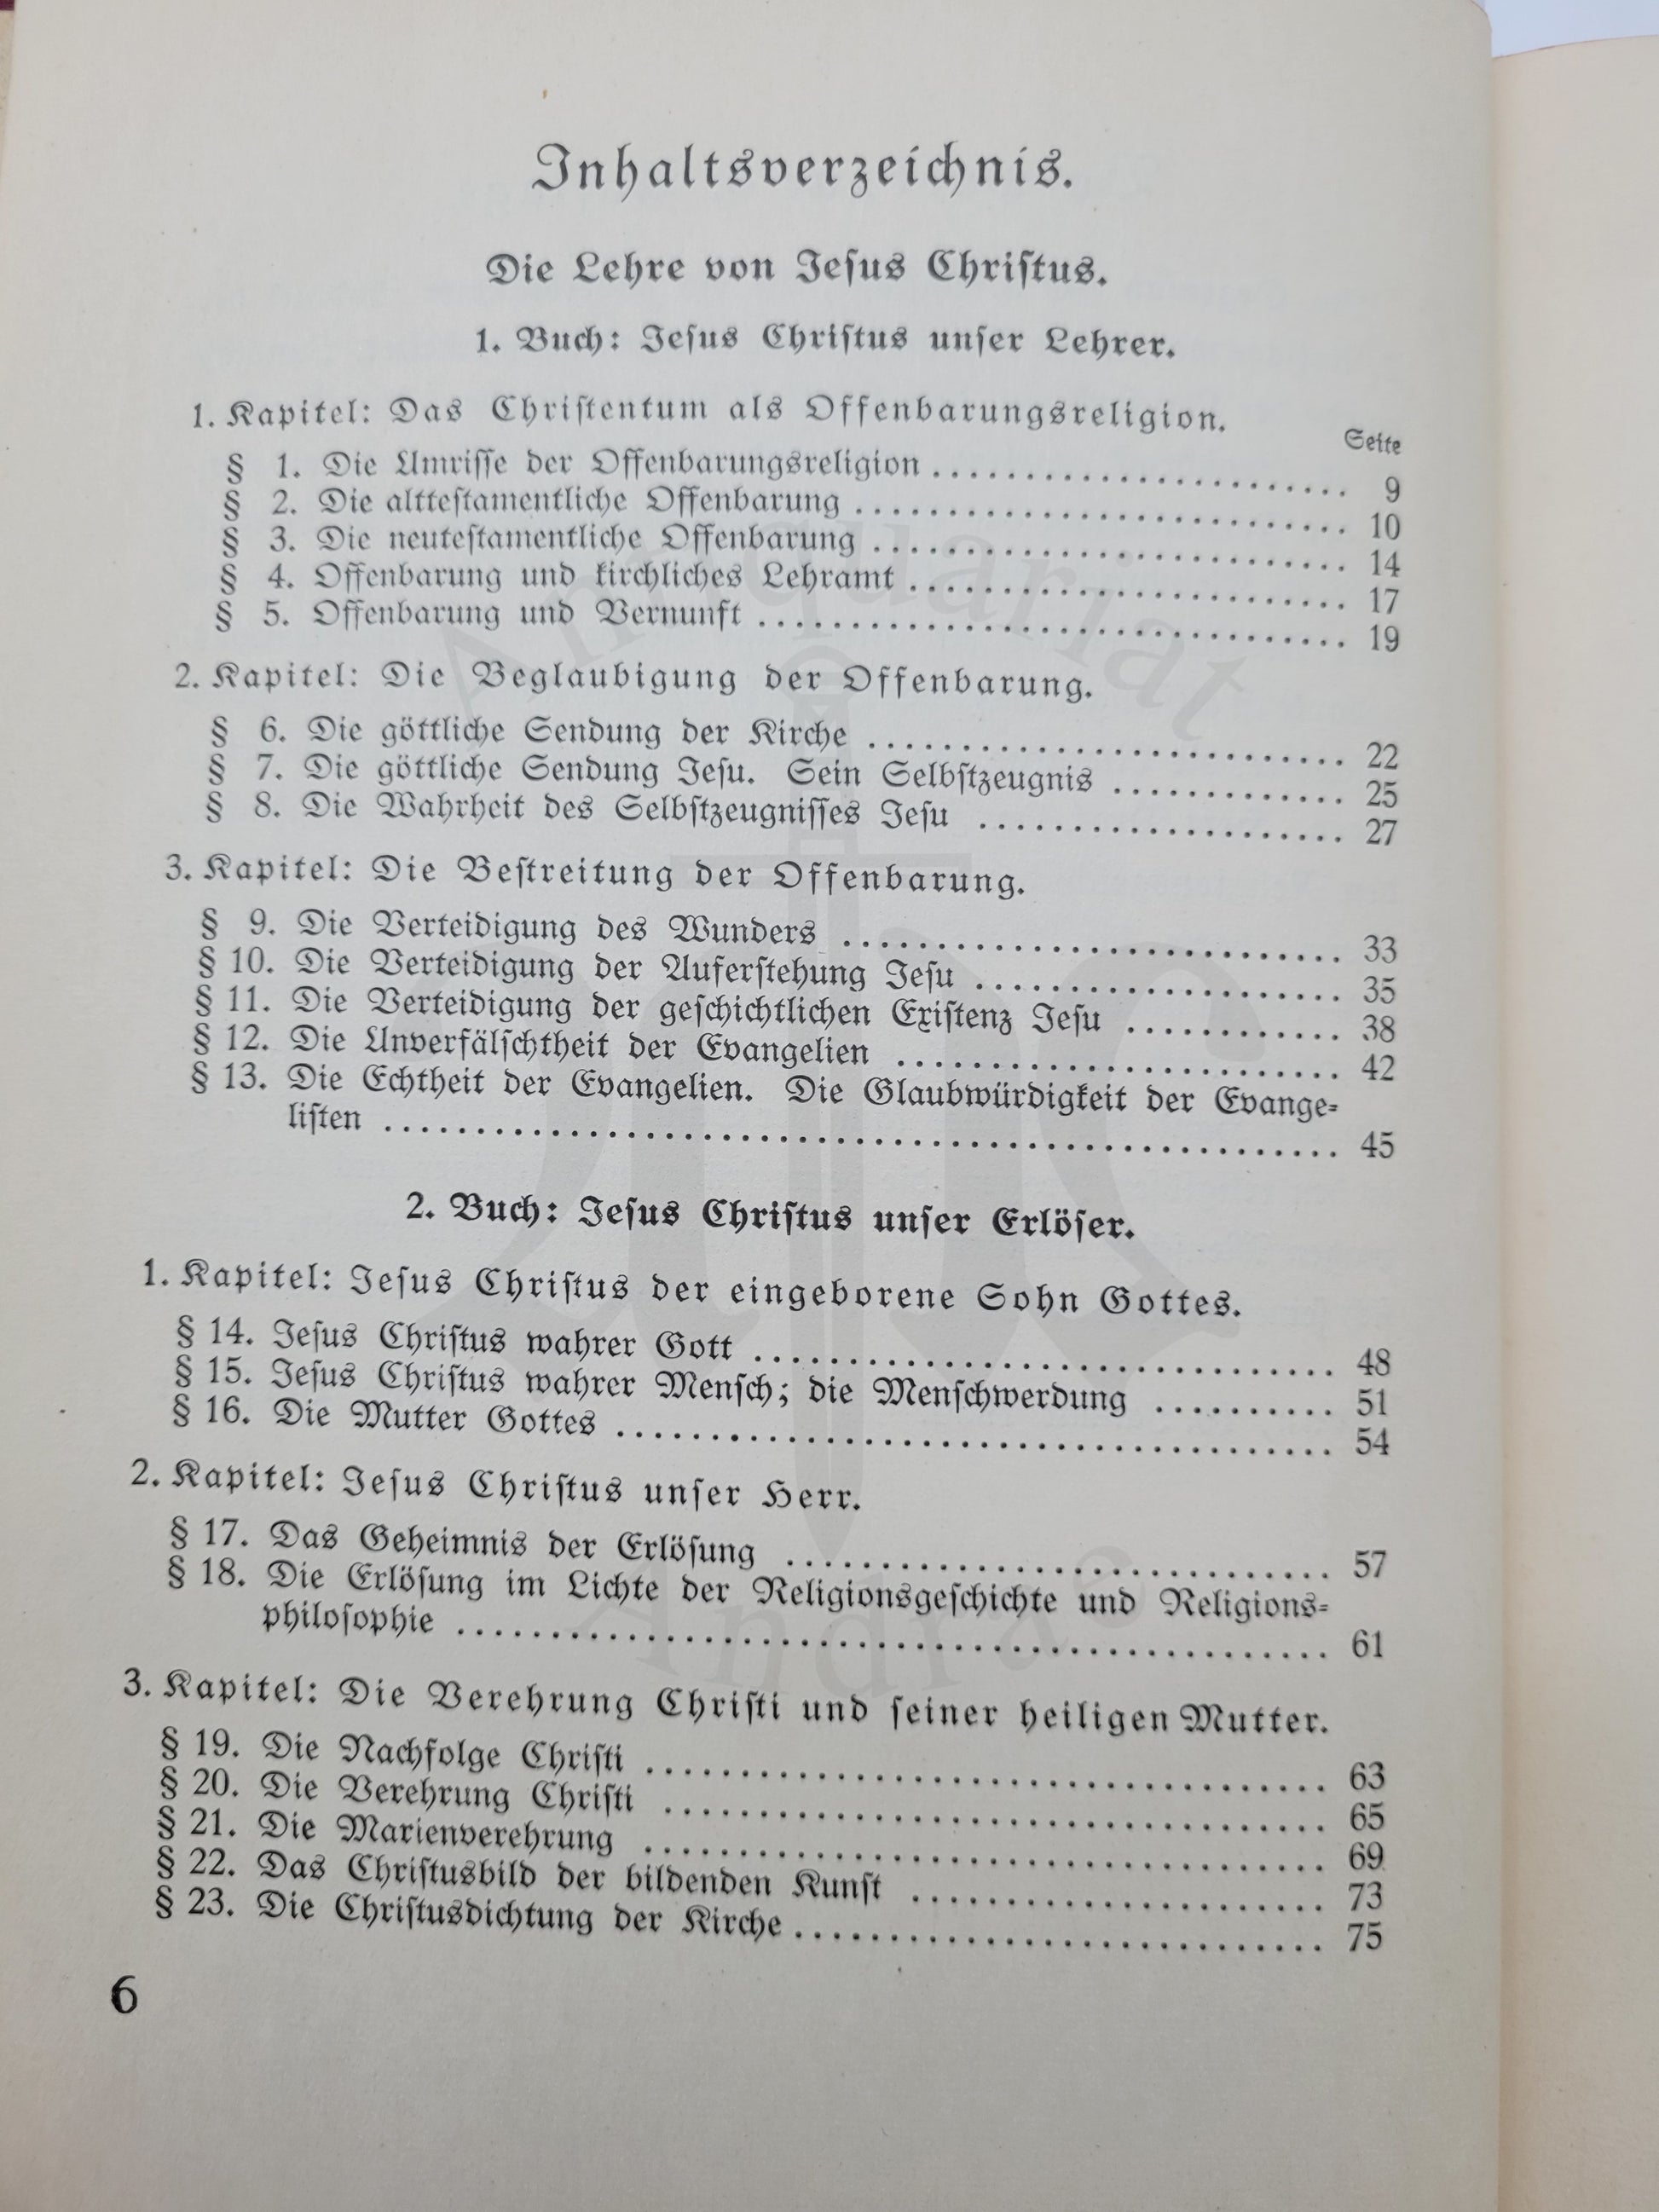 Inhaltsverzeichnis.
Die Lehre von Jeſus Chriſtus.
1. Buch: Jeſus Chriſtus unſer Lehrer.
1. Kapitel: Das Chriſtentum als Offenbarungsreligion.
Seite
§ 1. Die Umriſſe der Offenbarungsreligion ........................ 9
§ 2. Die altteſtamentliche Offenbarung ............................ 10
§ 3. Die neuteſtamentliche Offenbarung ........................... 14
§ 4. Offenbarung und kirchliches Lehramt ......................... 17
§ 5. Offenbarung und Vernunft ................................. 19
2. Kapitel: Die Beglaubigung der Offenbarung.
§ 6. Die göttliche Sendung der Kirche ........................... 22
§ 7. Die göttliche Sendung Jeſu. Sein Selbſtzeugnis ............. 25
§ 8. Die Wahrheit des Selbſtzeugniſſes Jeſu .................... 27
3. Kapitel: Die Beſtreitung der Offenbarung.
§ 9. Die Verteidigung des Wunders ............................ 33
§ 10. Die Verteidigung der Auferſtehung Jeſu .................... 35
§ 11. Die Verteidigung der geſchichtlichen Exiſtenz Jeſu ............ 38
§ 12. Die Unverfälſchtheit der Evangelien ......................... 42
§ 13. Die Echtheit der Evangelien. Die Glaubwürdigkeit der Evange-
liſten ..................................................... 45
2. Buch: Jeſus Chriſtus unſer Erlöſer.
1. Kapitel: Jeſus Chriſtus der eingeborene Sohn Gottes.
§ 14. Jeſus Chriſtus wahrer Gott ................................ 48
§ 15. Jeſus Chriſtus wahrer Menſch; die Menſchwerdung .......... 51
§ 16. Die Mutter Gottes ........................................ 54
2. Kapitel: Jeſus Chriſtus unſer Herr.
§ 17. Das Geheimnis der Erlöſung .............................. 57
§ 18. Die Erlöſung im Lichte der Religionsgeſchichte und Religions-
philoſophie ................................................ 61
3. Kapitel: Die Verehrung Chriſti und ſeiner heiligen Mutter.
§ 19. Die Nachfolge Chriſti ...................................... 63
§ 20. Die Verehrung Chriſti ..................................... 65
§ 21. Die Marienverehrung ...................................... 69
§ 22. Das Chriſtusbild der bildenden Kunſt ....................... 73
§ 23. Die Chriſtusdichtung der Kirche ............................. 75
6
Antiquariat
Andrae